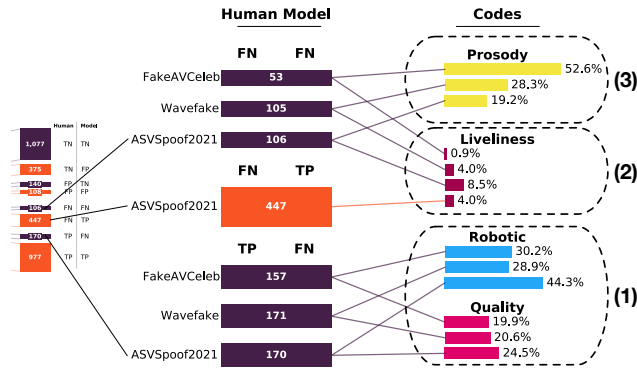 Human Model
Codes
FN FN
Prosody
FakeAVCeleb 53 52.6%
Wavefake 105 28.3%
ASVSpoof2021 106 19.2%
(3)
Human Model
1,077 TN TN
375 TN FP
140 FP TN
108 FP FP
106 FN FN
447 FN TP
170 TP FN
977 TP TP
Liveliness
0.9%
4.0%
8.5%
4.0%
(2)
FN TP
ASVSpoof2021 447
TP FN
Robotic
FakeAVCeleb 157 30.2%
Wavefake 171 28.9%
ASVSpoof2021 170 44.3%
(1)
Quality
19.9%
20.6%
24.5%